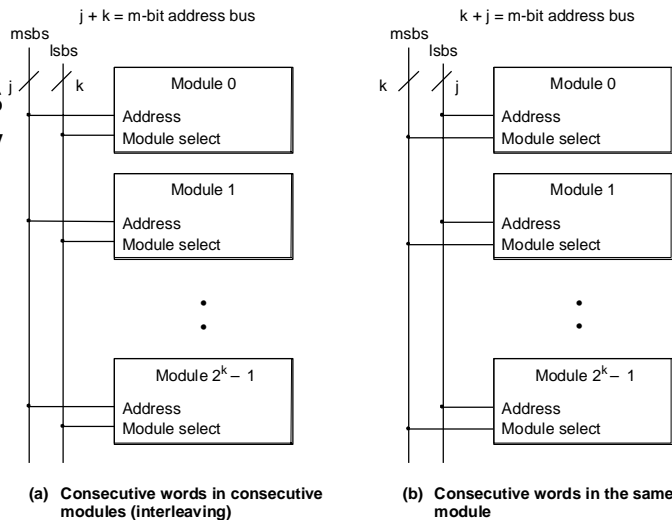 j + k = m-bit address bus
msbs
lsbs
j
k
Module 0
Address
Module select
Module 1
Address
Module select
Module 2^k – 1
Address
Module select
(a) Consecutive words in consecutive
modules (interleaving)
k + j = m-bit address bus
msbs
lsbs
k
j
Module 0
Address
Module select
Module 1
Address
Module select
Module 2^k – 1
Address
Module select
(b) Consecutive words in the same
module